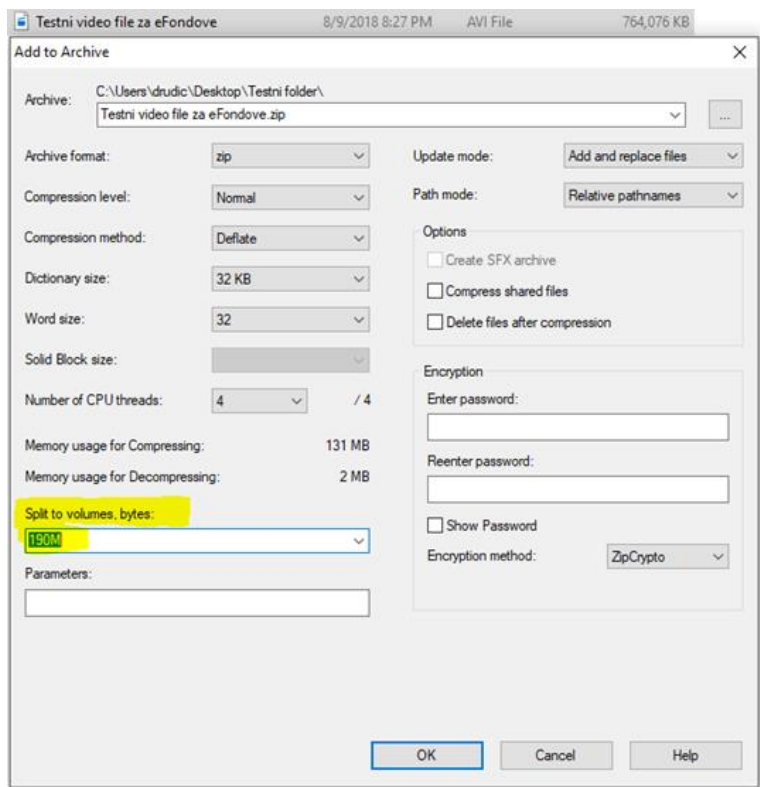 Testni video file za eFondove 8/9/2018 8:27 PM AVI File 764,076 KB
Add to Archive
Archive: C:\Users\drudic\Desktop\Testni folder\
Testni video file za eFondove.zip ...
Archive format: zip Update mode: Add and replace files
Compression level: Normal Path mode: Relative pathnames
Compression method: Deflate Options
Create SFX archive
Dictionary size: 32 KB Compress shared files
Word size: 32 Delete files after compression
Solid Block size:
Encryption
Number of CPU threads: 4 / 4 Enter password:
Memory usage for Compressing: 131 MB
Reenter password:
Memory usage for Decompressing: 2 MB
Split to volumes, bytes:
Show Password
190M
Encryption method: ZipCrypto
Parameters:
OK Cancel Help